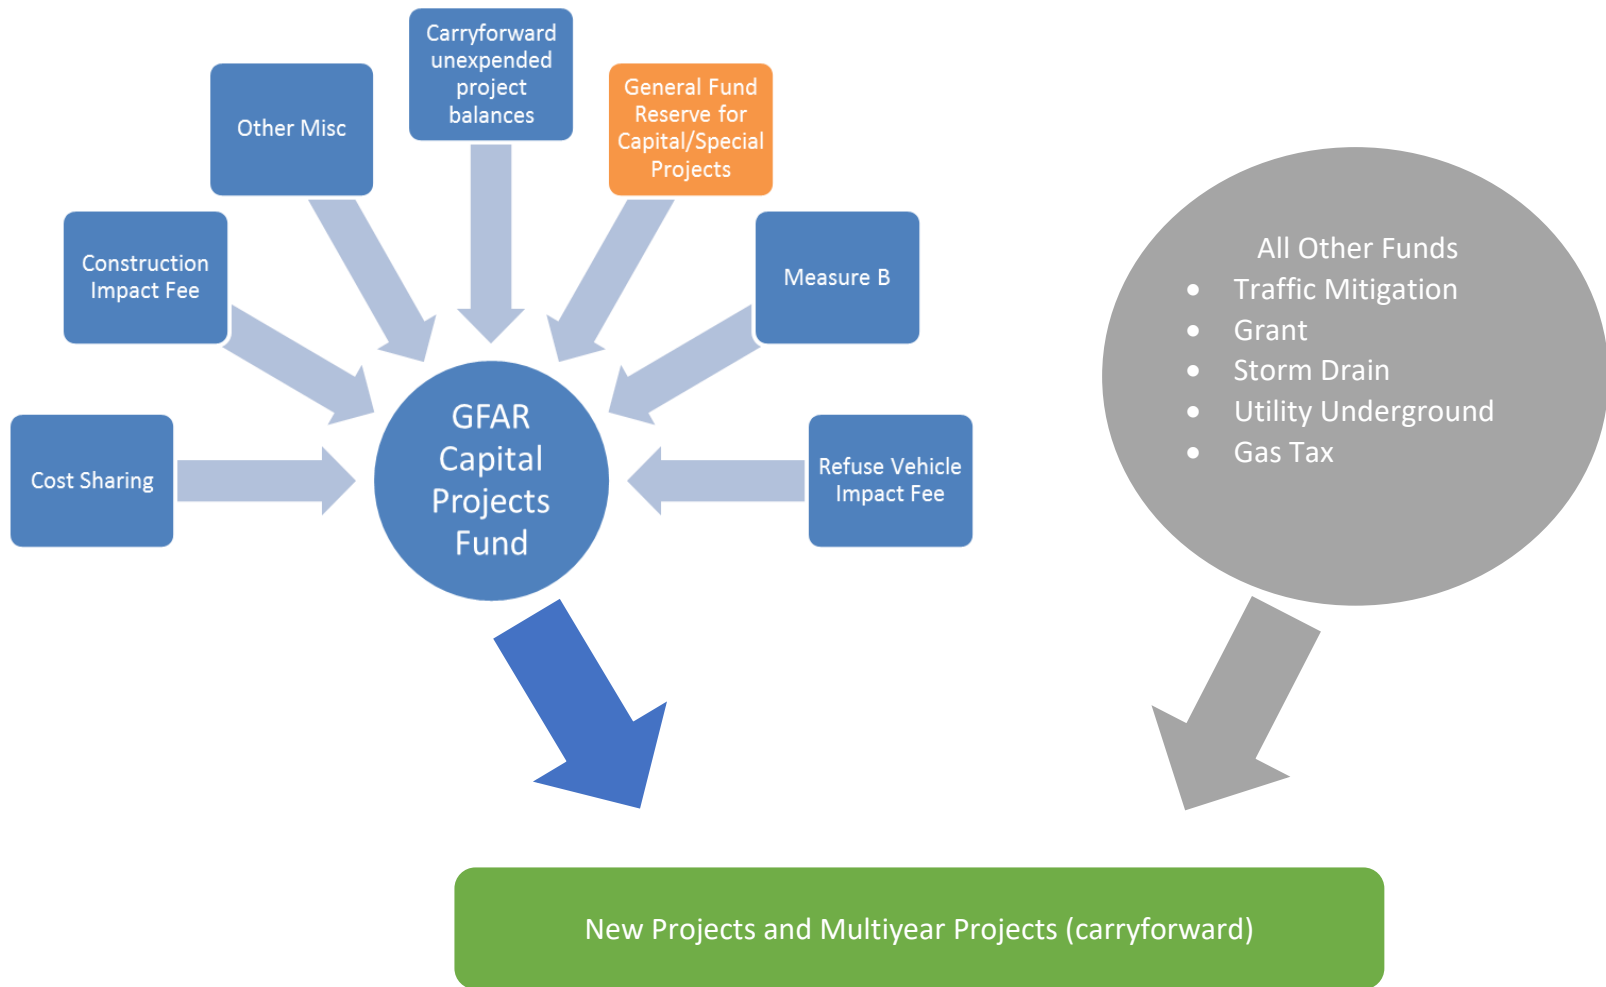 Carryforward
unexpended
project
balances
General Fund
Reserve for
Capital/Special
Projects
Other Misc
Construction
Impact Fee
Measure B
Cost Sharing
Refuse Vehicle
Impact Fee
GFAR
Capital
Projects
Fund
All Other Funds
• Traffic Mitigation
• Grant
• Storm Drain
• Utility Underground
• Gas Tax
New Projects and Multiyear Projects (carryforward)